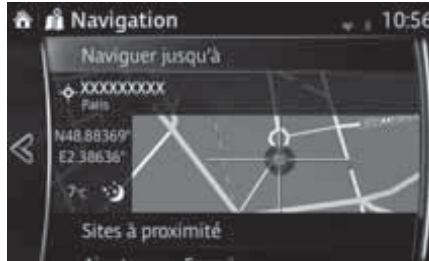 Navigation 10:56
Naviguer jusqu'à
XXXXXXXXX
Paris
N48.88369°
E2.38636°
7°c
Sites à proximité